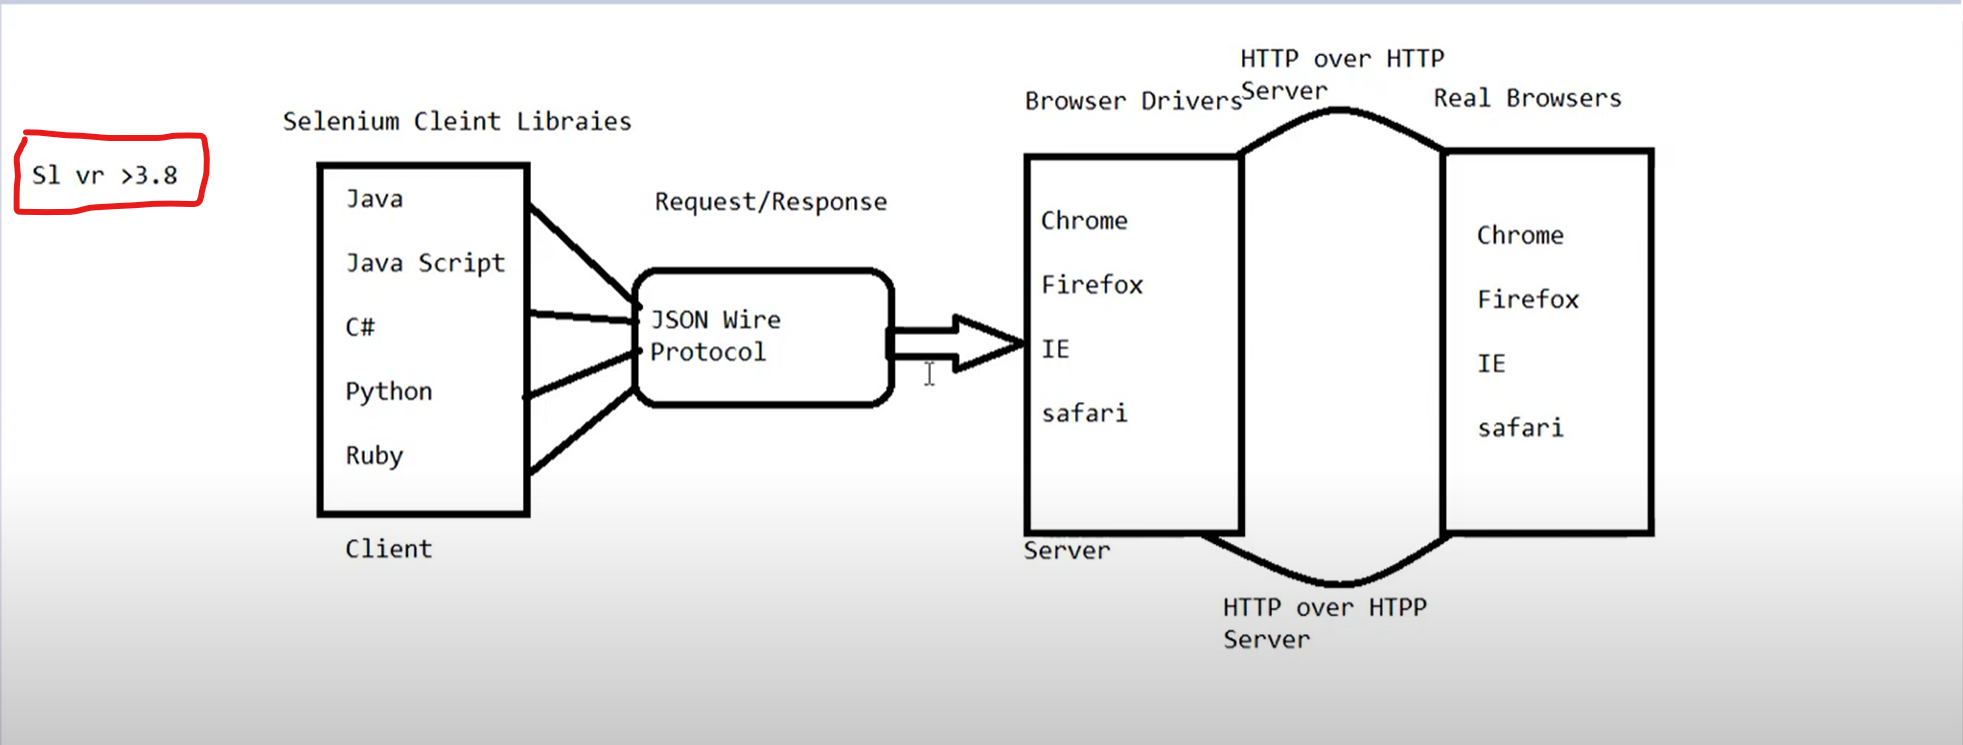 Sl vr >3.8
Selenium Cleint Libraies
Java
Java Script
C#
Python
Ruby
Client
Request/Response
JSON Wire
Protocol
Browser Drivers
Chrome
Firefox
IE
safari
Server
HTTP over HTTP
Server
Real Browsers
Chrome
Firefox
IE
safari
HTTP over HTPP
Server